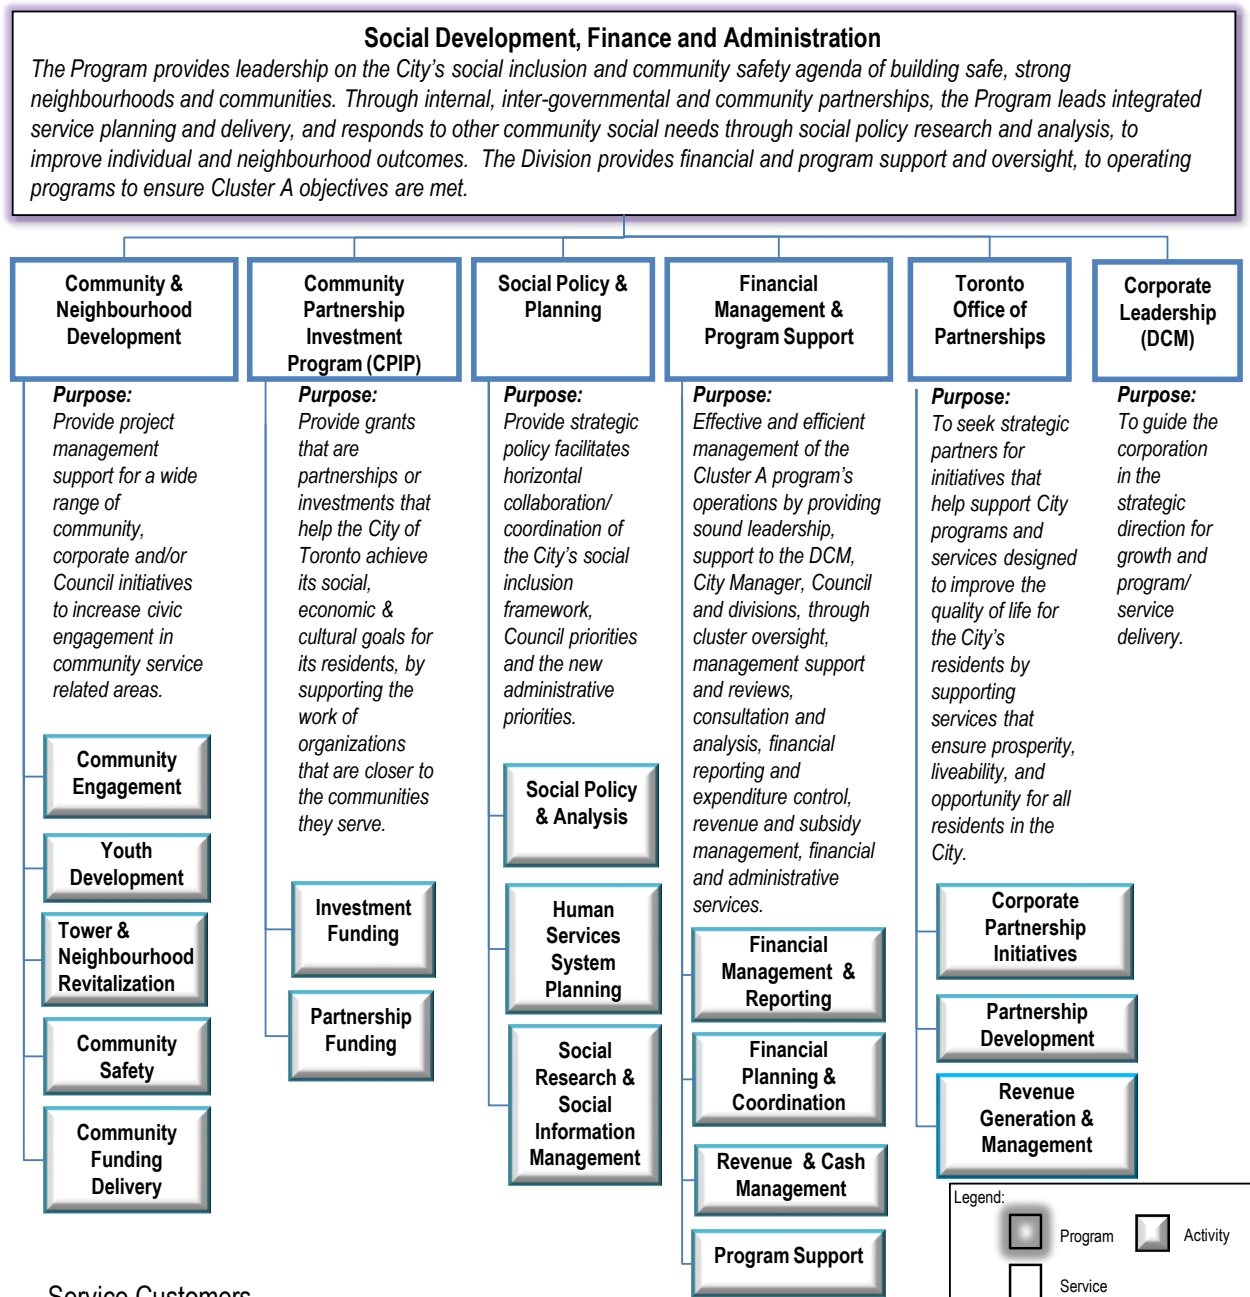 Social Development, Finance and Administration
The Program provides leadership on the City's social inclusion and community safety agenda of building safe, strong
neighbourhoods and communities. Through internal, inter-governmental and community partnerships, the Program leads integrated
service planning and delivery, and responds to other community social needs through social policy research and analysis, to
improve individual and neighbourhood outcomes. The Division provides financial and program support and oversight, to operating
programs to ensure Cluster A objectives are met.
Community &
Neighbourhood
Development
Purpose:
Provide project
management
support for a wide
range of
community,
corporate and/or
Council initiatives
to increase civic
engagement in
community service
related areas.
Community
Engagement
Youth
Development
Tower &
Neighbourhood
Revitalization
Community
Safety
Community
Funding
Delivery
Community
Partnership
Investment
Program (CPIP)
Purpose:
Provide grants
that are
partnerships or
investments that
help the City of
Toronto achieve
its social,
economic &
cultural goals for
its residents, by
supporting the
work of
organizations
that are closer to
the communities
they serve.
Investment
Funding
Partnership
Funding
Social Policy &
Planning
Purpose:
Provide strategic
policy facilitates
horizontal
collaboration/
coordination of
the City's social
inclusion
framework,
Council priorities
and the new
administrative
priorities.
Social Policy
& Analysis
Human
Services
System
Planning
Social
Research &
Social
Information
Management
Financial
Management &
Program Support
Purpose:
Effective and efficient
management of the
Cluster A program's
operations by providing
sound leadership,
support to the DCM,
City Manager, Council
and divisions, through
cluster oversight,
management support
and reviews,
consultation and
analysis, financial
reporting and
expenditure control,
revenue and subsidy
management, financial
and administrative
services.
Financial
Management &
Reporting
Financial
Planning &
Coordination
Revenue & Cash
Management
Program Support
Toronto
Office of
Partnerships
Purpose:
To seek strategic
partners for
initiatives that
help support City
programs and
services designed
to improve the
quality of life for
the City's
residents by
supporting
services that
ensure prosperity,
liveability, and
opportunity for all
residents in the
City.
Corporate
Partnership
Initiatives
Partnership
Development
Revenue
Generation &
Management
Corporate
Leadership
(DCM)
Purpose:
To guide the
corporation
in the
strategic
direction for
growth and
program/
service
delivery.
Legend:
Program
Activity
Service
Service Customers